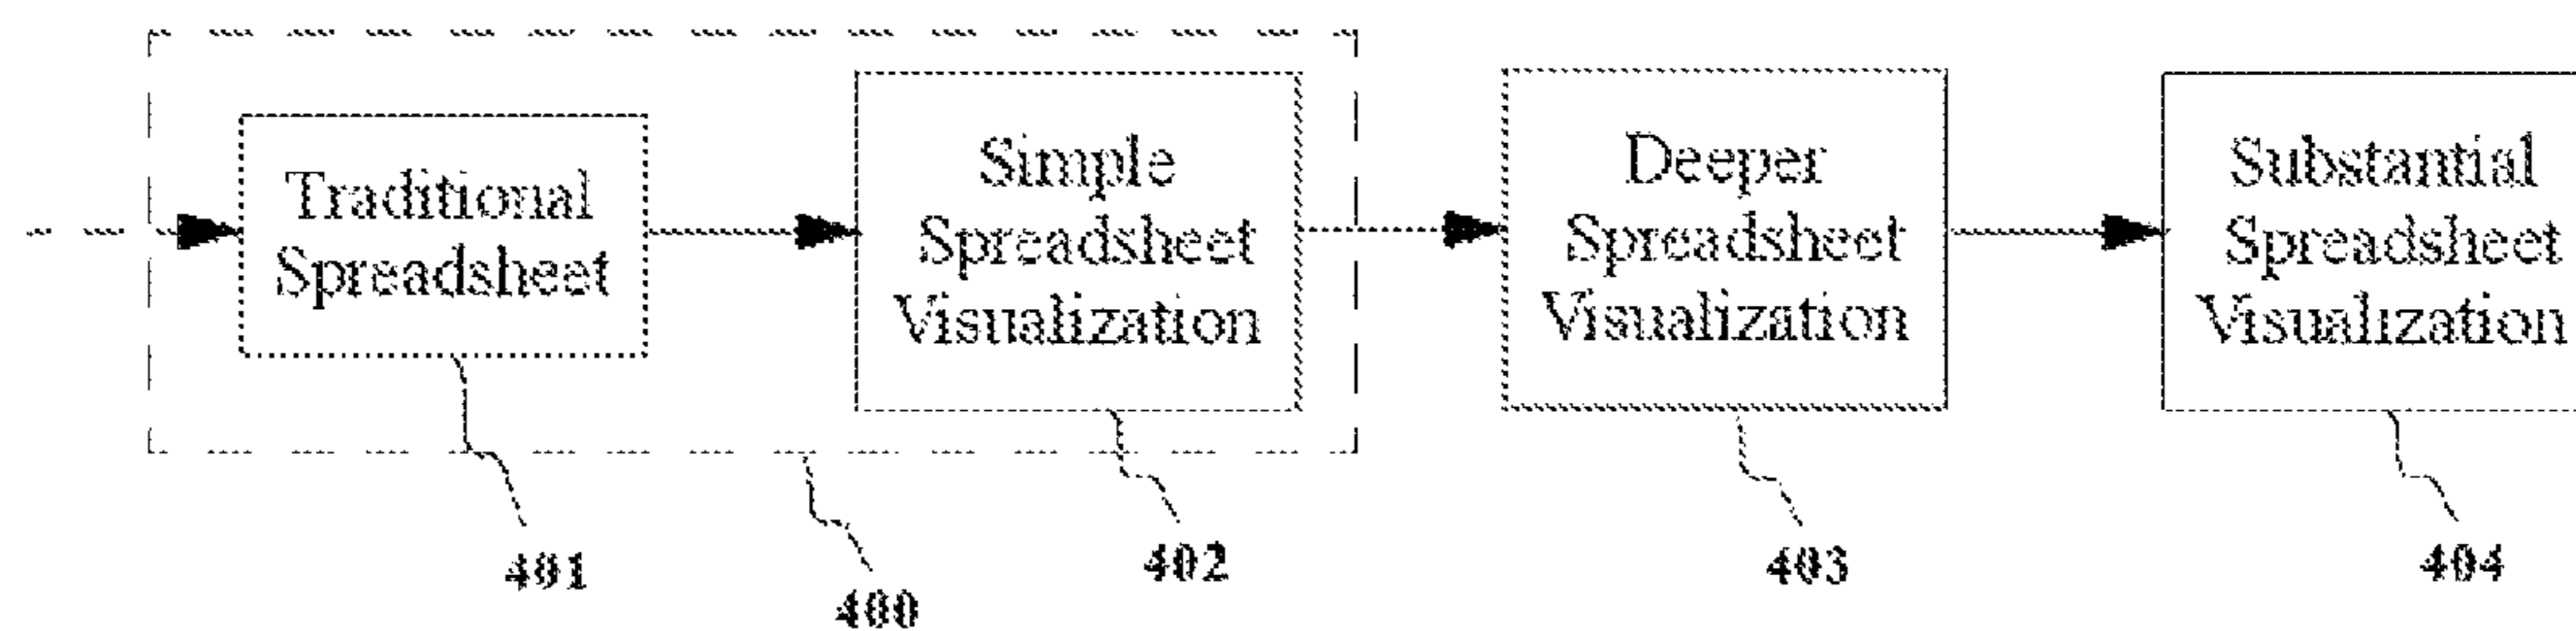 Traditional
Spreadsheet
Simple
Spreadsheet
Visualization
Deeper
Spreadsheet
Visualization
Substantial
Spreadsheet
Visualization
401
400
402
403
404